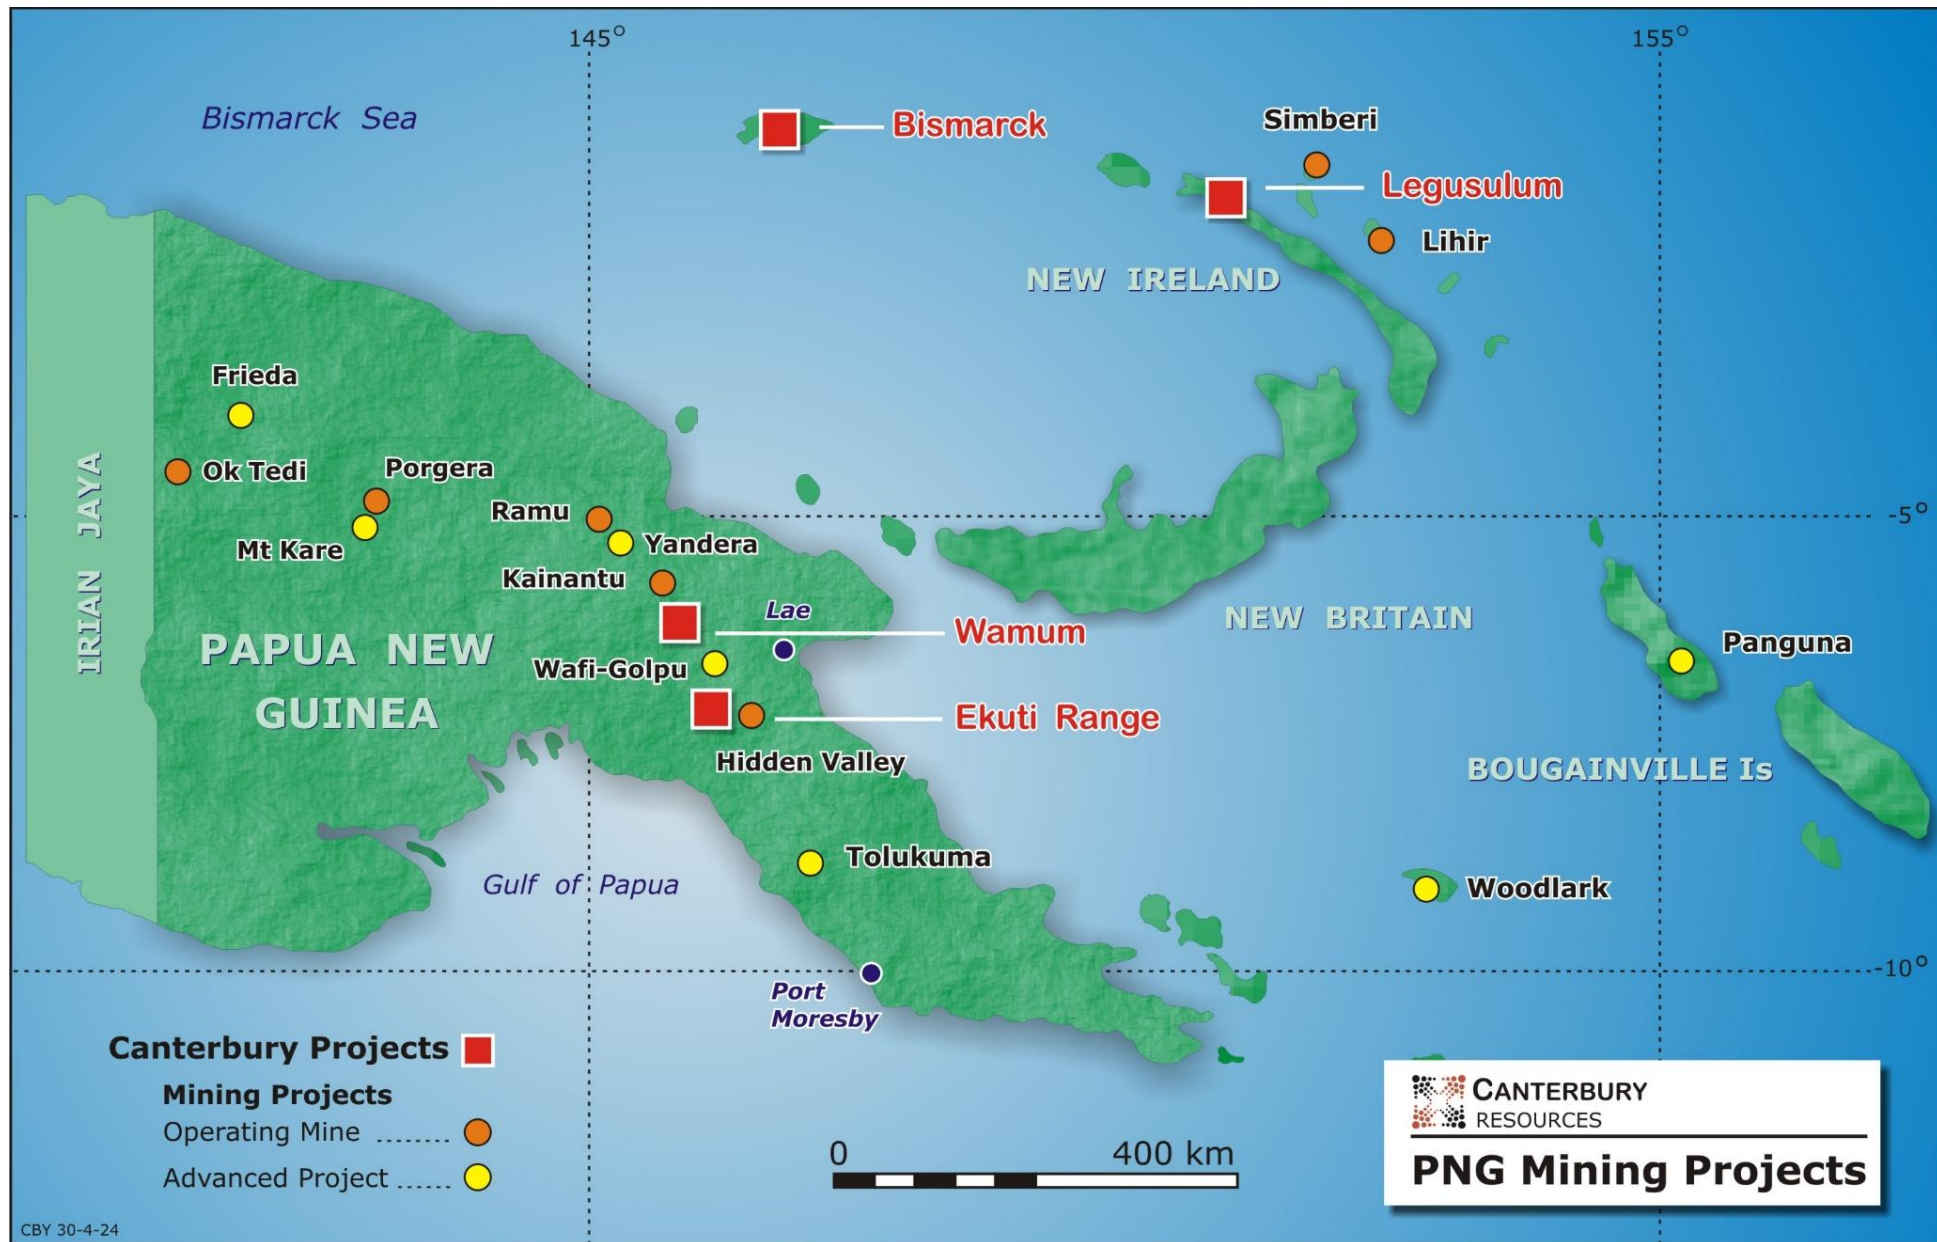 145°
155°
Bismarck Sea
Bismarck
Simberi
Legusulum
Lihir
NEW IRELAND
Frieda
Ok Tedi
Porgera
Mt Kare
Ramu
Yandera
Kainantu
-5°
IRIAN JAYA
PAPUA NEW
GUINEA
Lae
Wamum
Wafi-Golpu
NEW BRITAIN
Panguna
Ekuti Range
Hidden Valley
BOUGAINVILLE Is
Tolukuma
Gulf of Papua
Woodlark
-10°
Port
Moresby
Canterbury Projects
Mining Projects
Operating Mine .......
Advanced Project .....
0 400 km
CANTERBURY
RESOURCES
PNG Mining Projects
CBY 30-4-24